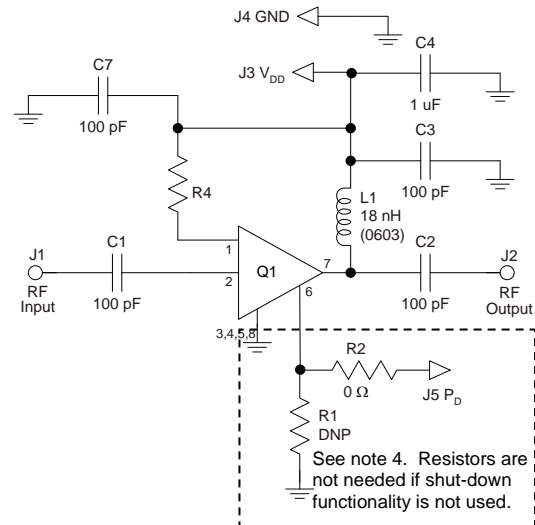 J4 GND
C4
J3 VDD
C7
1 uF
100 pF
C3
R4
L1
18 nH
(0603)
100 pF
J1
C1
1
Q1
7
C2
J2
RF
Input
100 pF
2
6
100 pF
RF
Output
3,4,5,8
R2
0 Ω
J5 PD
R1
DNP
See note 4. Resistors are
not needed if shut-down
functionality is not used.